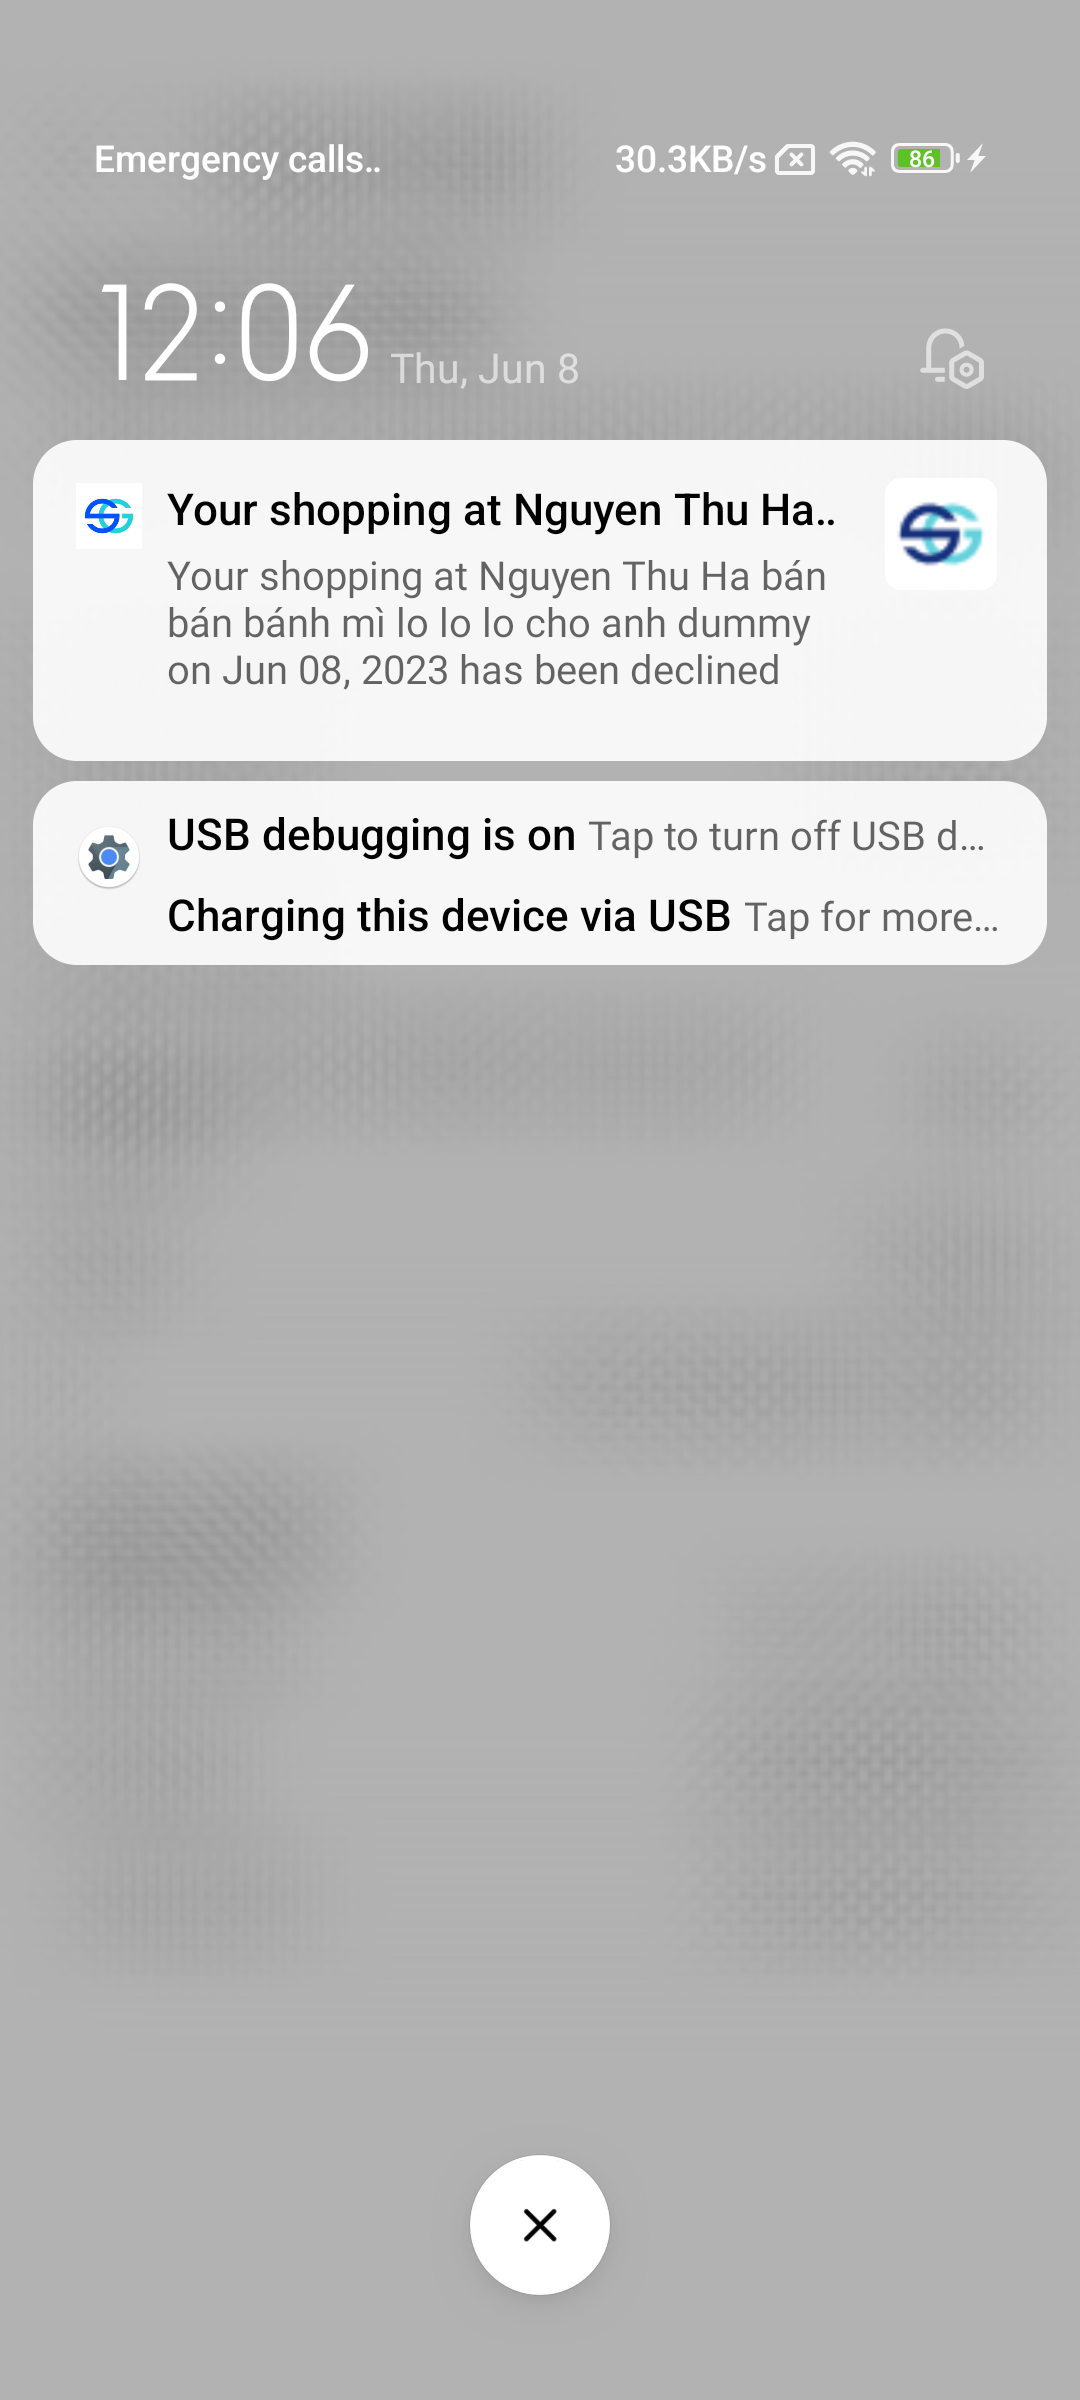 Emergency calls.. 30.3KB/s 86
12:06 Thu, Jun 8
Your shopping at Nguyen Thu Ha..
Your shopping at Nguyen Thu Ha bán
bán bánh mì lo lo lo cho anh dummy
on Jun 08, 2023 has been declined
USB debugging is on Tap to turn off USB d...
Charging this device via USB Tap for more...